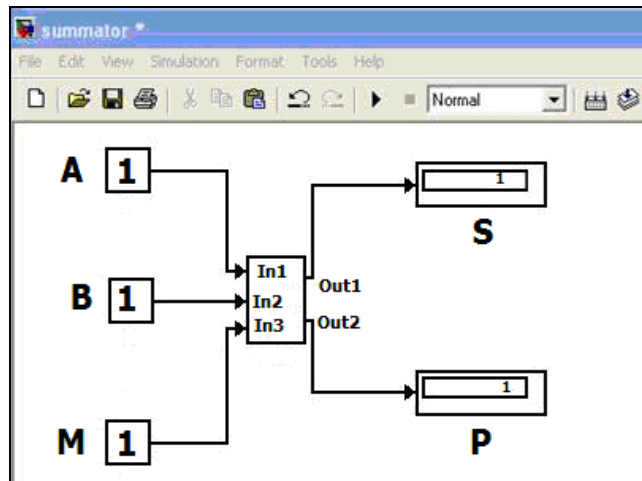 summator *
File Edit View Simulation Format Tools Help
Normal
A 1
1
S
In1
Out1
B 1
In2
Out2
In3
1
M 1
P